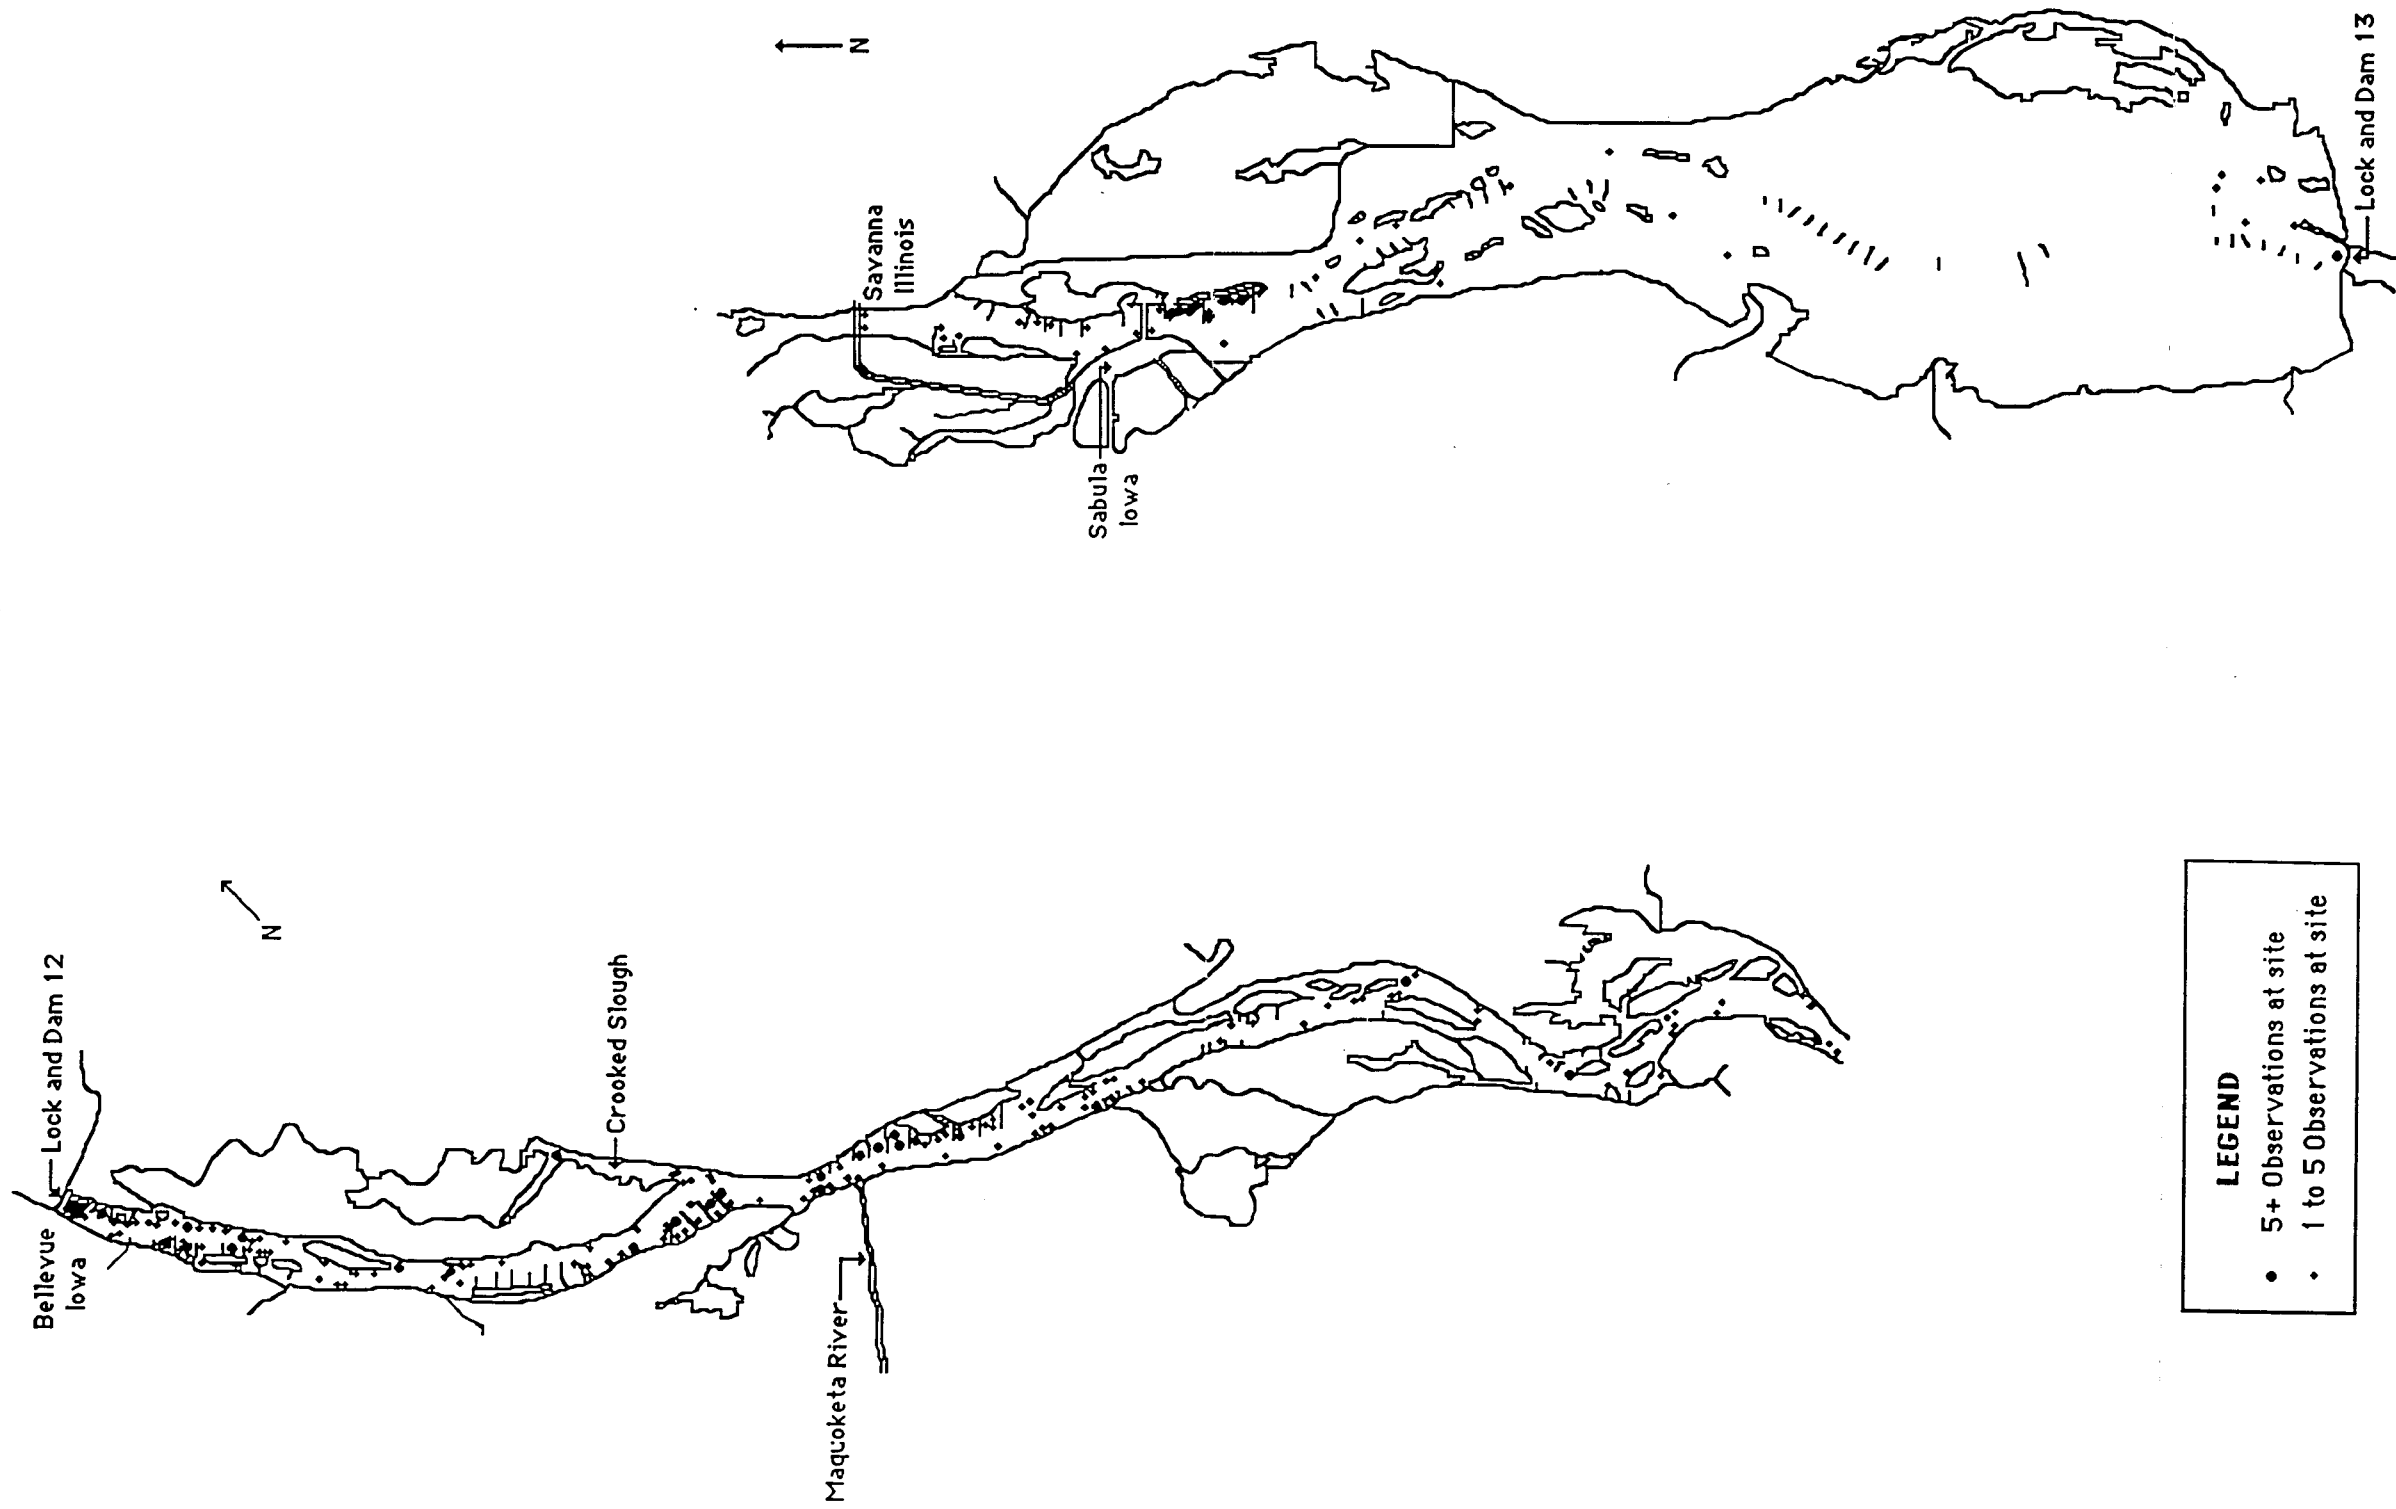 Lock and Dam 12
Bellevue
Iowa
N
Crooked Slough
Maquoketa River
N
Savanna
Illinois
Sabula
Iowa
Lock and Dam 13
LEGEND
5+ Observations at site
1 to 5 Observations at site